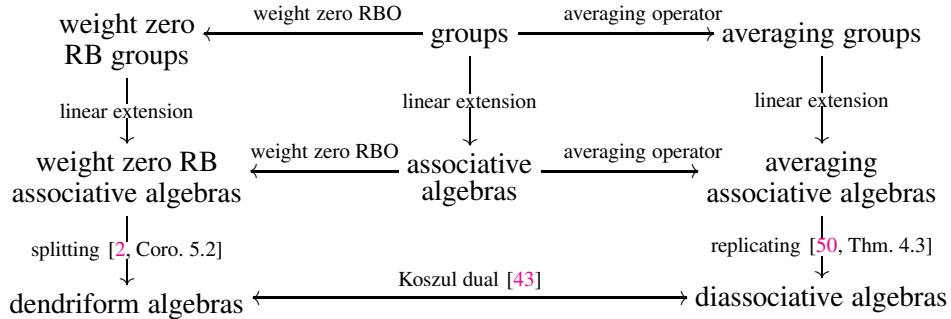 weight zero RB groups
weight zero RBO
groups
averaging operator
averaging groups
linear extension
linear extension
linear extension
weight zero RB associative algebras
weight zero RBO
associative algebras
averaging operator
averaging associative algebras
splitting [2, Coro. 5.2]
replicating [50, Thm. 4.3]
dendriform algebras
Koszul dual [43]
diassociative algebras